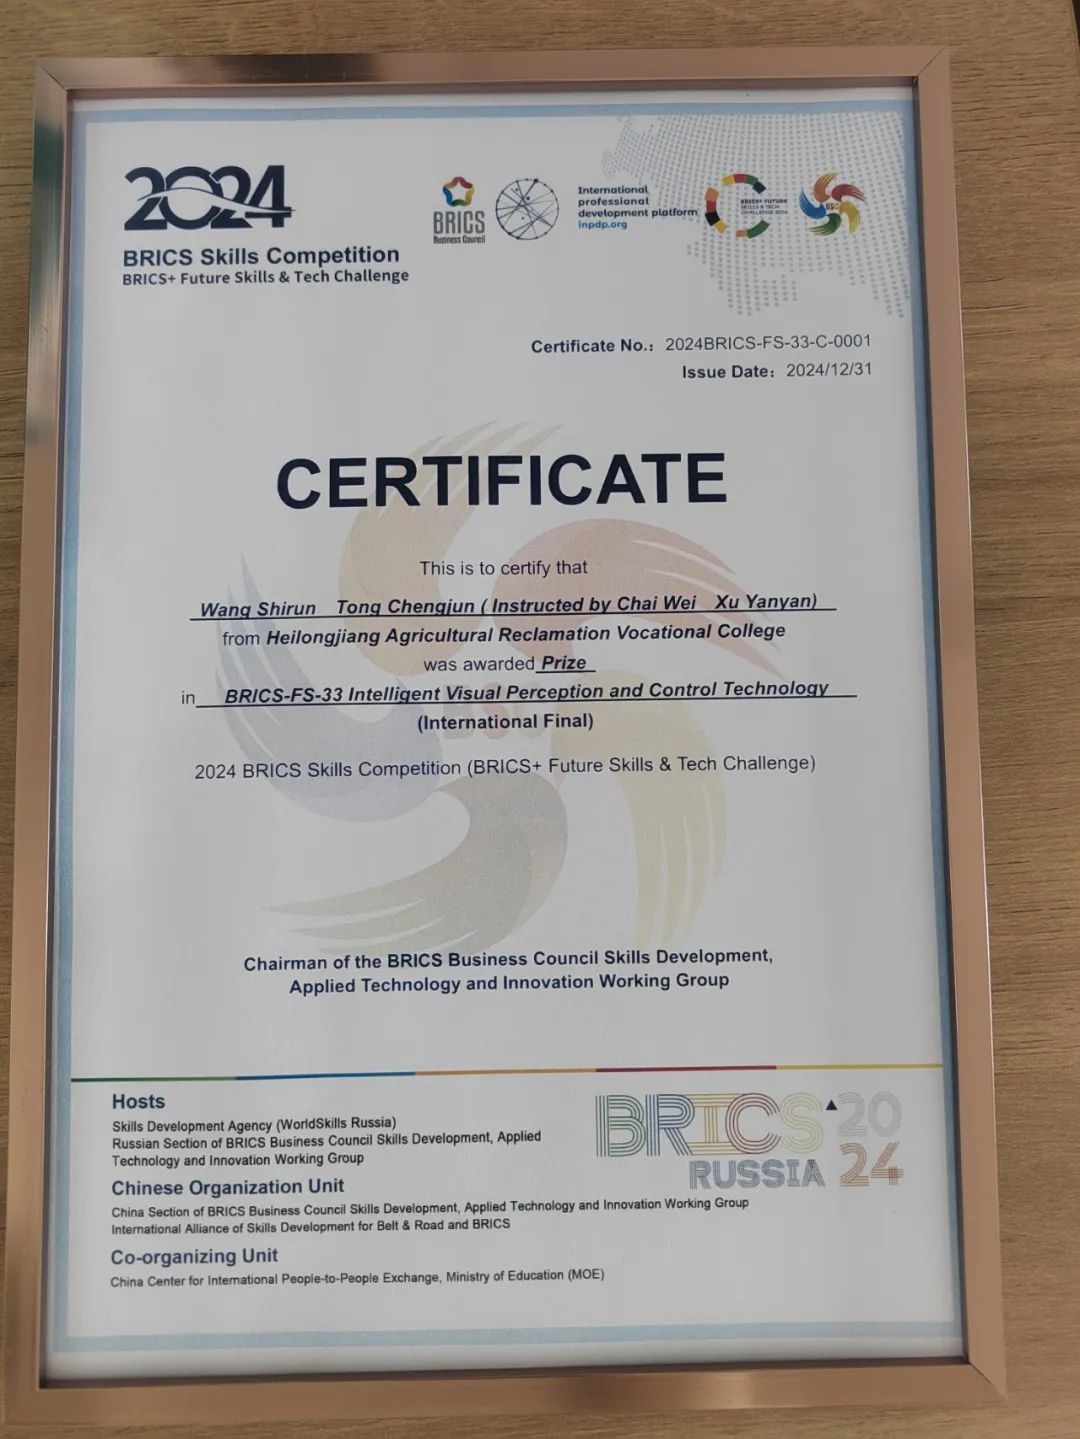 2024
BRICS Skills Competition
BRICS+ Future Skills & Tech Challenge
BRICS
Business Council
International
professional
development platform
inpdp.org
BRICS+ FUTURE
SKILLS & TECH
CHALLENGE 2024
BSC
Certificate No.: 2024BRICS-FS-33-C-0001
Issue Date: 2024/12/31
CERTIFICATE
This is to certify that
Wang Shirun Tong Chengjun ( Instructed by Chai Wei Xu Yanyan)
from Heilongjiang Agricultural Reclamation Vocational College
was awarded Prize
in BRICS-FS-33 Intelligent Visual Perception and Control Technology
(International Final)
2024 BRICS Skills Competition (BRICS+ Future Skills & Tech Challenge)
Chairman of the BRICS Business Council Skills Development,
Applied Technology and Innovation Working Group
Hosts
Skills Development Agency (WorldSkills Russia)
Russian Section of BRICS Business Council Skills Development, Applied
Technology and Innovation Working Group
Chinese Organization Unit
China Section of BRICS Business Council Skills Development, Applied Technology and Innovation Working Group
International Alliance of Skills Development for Belt & Road and BRICS
Co-organizing Unit
China Center for International People-to-People Exchange, Ministry of Education (MOE)
BRICS 20
RUSSIA 24